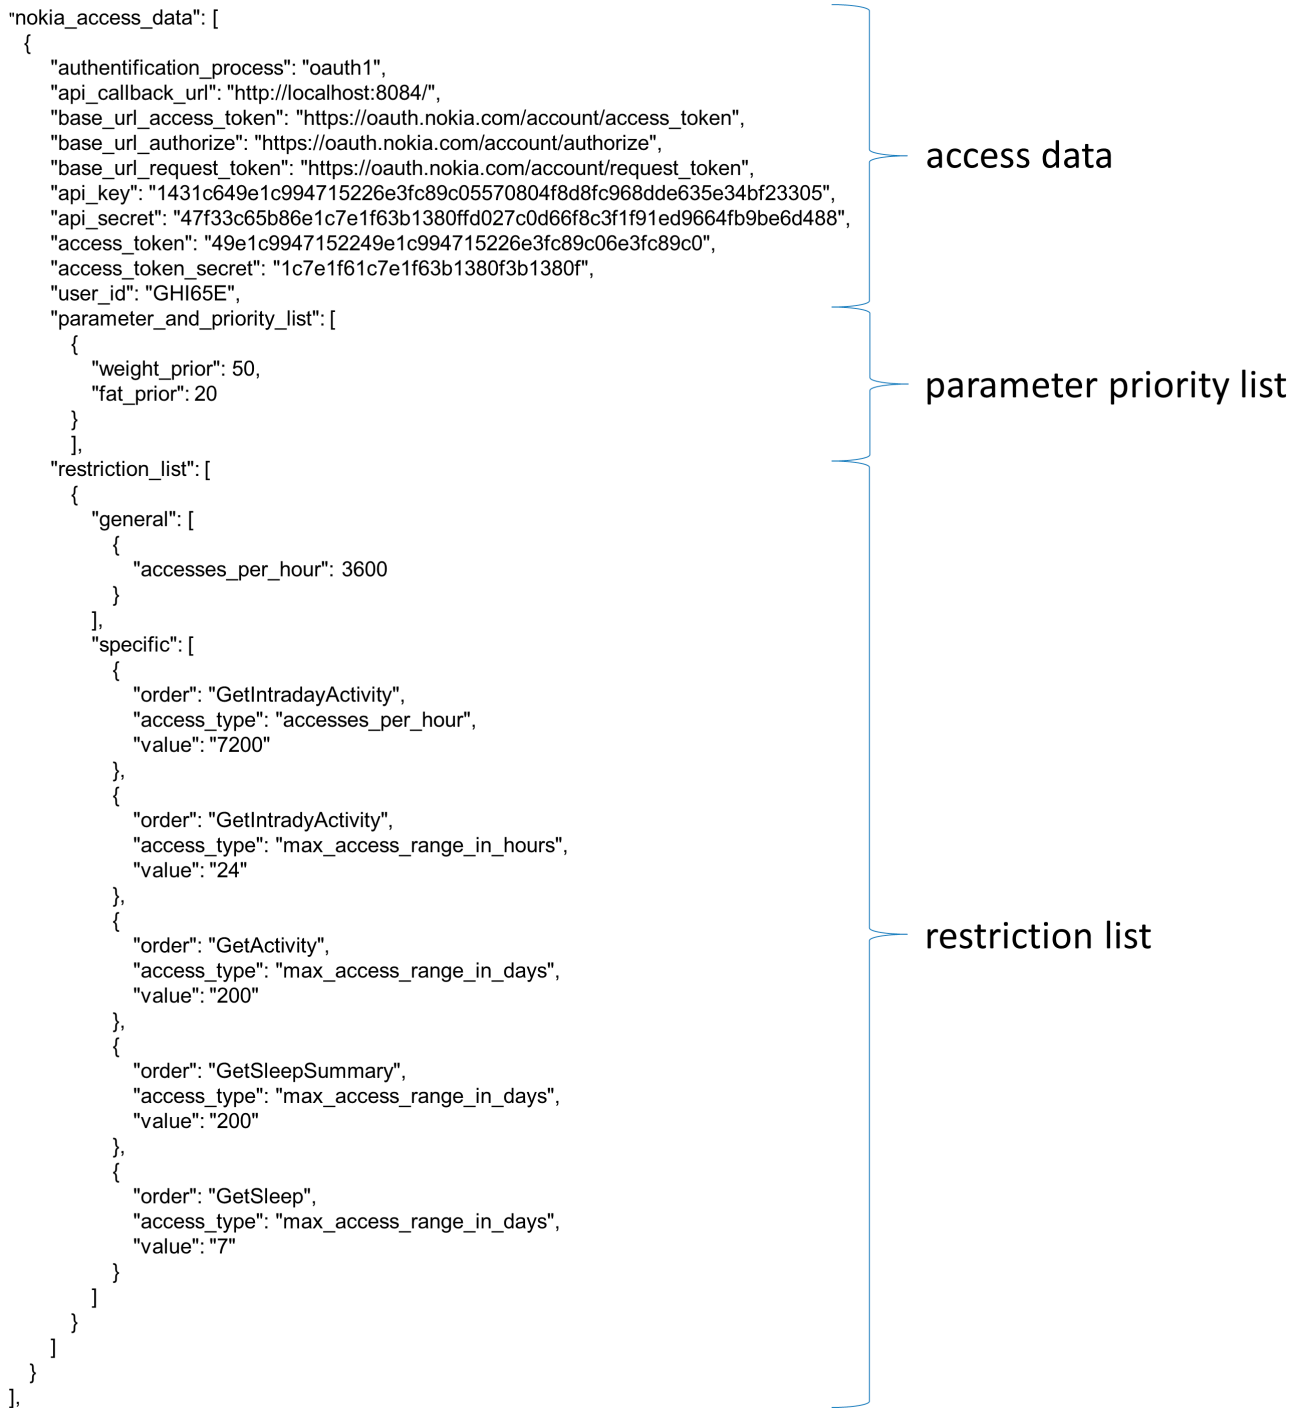 "nokia_access_data": [
{
"authentification_process": "oauth1",
"api_callback_url": "http://localhost:8084/",
"base_url_access_token": "https://oauth.nokia.com/account/access_token",
"base_url_authorize": "https://oauth.nokia.com/account/authorize",
"base_url_request_token": "https://oauth.nokia.com/account/request_token",
"api_key": "1431c649e1c994715226e3fc89c05570804f8d8fc968dde635e34bf23305",
"api_secret": "47f33c65b86e1c7e1f63b1380ffd027c0d66f8c3f1f91ed9664fb9be6d488",
"access_token": "49e1c9947152249e1c994715226e3fc89c06e3fc89c0",
"access_token_secret": "1c7e1f61c7e1f63b1380f3b1380f",
"user_id": "GHI65E",
access data
"parameter_and_priority_list": [
{
"weight_prior": 50,
"fat_prior": 20
}
],
parameter priority list
"restriction_list": [
{
"general": [
{
"accesses_per_hour": 3600
}
],
"specific": [
{
"order": "GetIntradayActivity",
"access_type": "accesses_per_hour",
"value": "7200"
},
{
"order": "GetIntradyActivity",
"access_type": "max_access_range_in_hours",
"value": "24"
},
{
"order": "GetActivity",
"access_type": "max_access_range_in_days",
"value": "200"
},
{
"order": "GetSleepSummary",
"access_type": "max_access_range_in_days",
"value": "200"
},
{
"order": "GetSleep",
"access_type": "max_access_range_in_days",
"value": "7"
}
]
}
]
}
],
restriction list